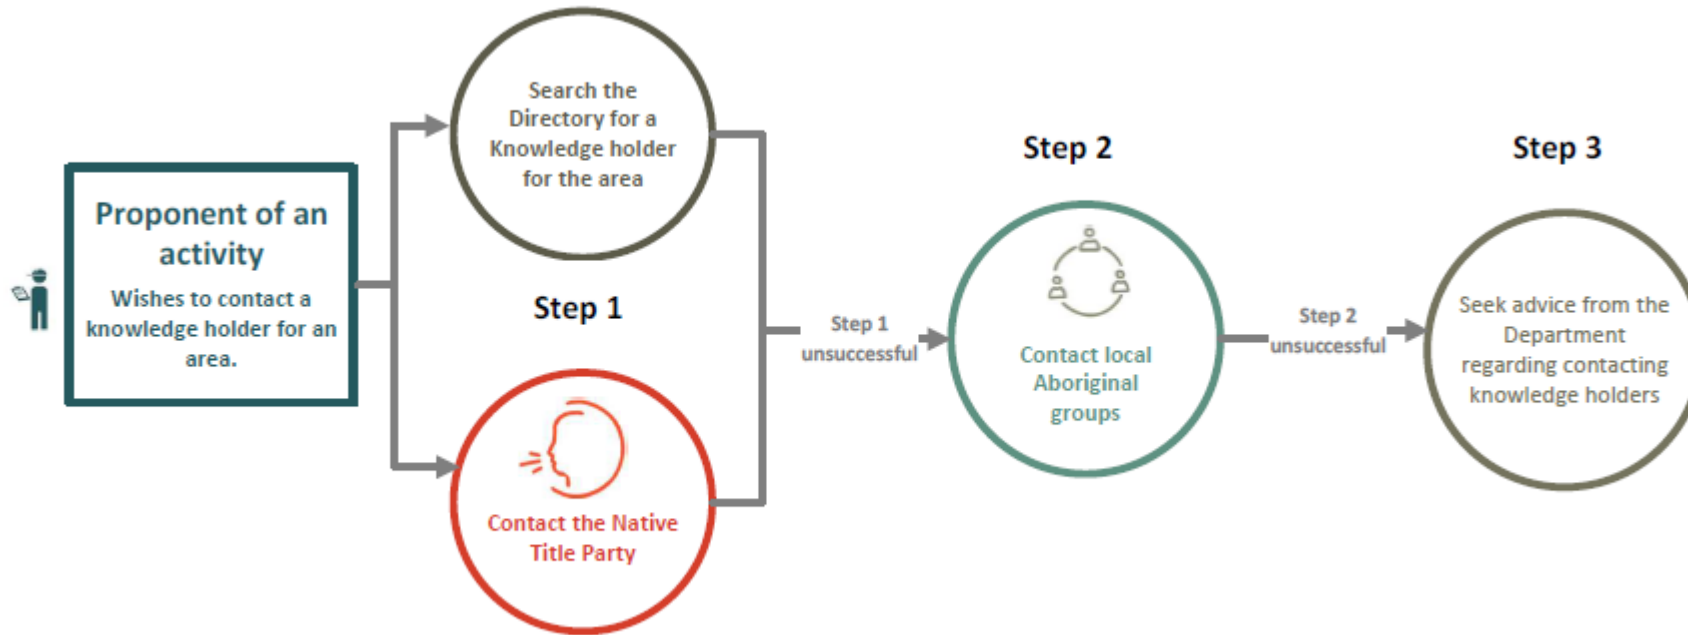 Proponent of an
activity
Wishes to contact a
knowledge holder for an
area.
Search the
Directory for a
Knowledge holder
for the area
Step 1
Contact the Native
Title Party
Step 1
unsuccessful
Step 2
Contact local
Aboriginal
groups
Step 2
unsuccessful
Step 3
Seek advice from the
Department
regarding contacting
knowledge holders